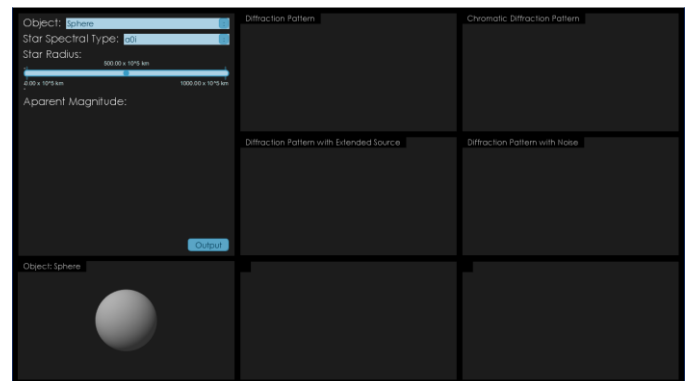 Object: Sphere
Star Spectral Type: a0i
Star Radius:
500.00 x 10^5 km
0.00 x 10^5 km 1000.00 x 10^5 km
Aparent Magnitude:
Output
Diffraction Pattern
Chromatic Diffraction Pattern
Diffraction Pattern with Extended Source
Diffraction Pattern with Noise
Object: Sphere